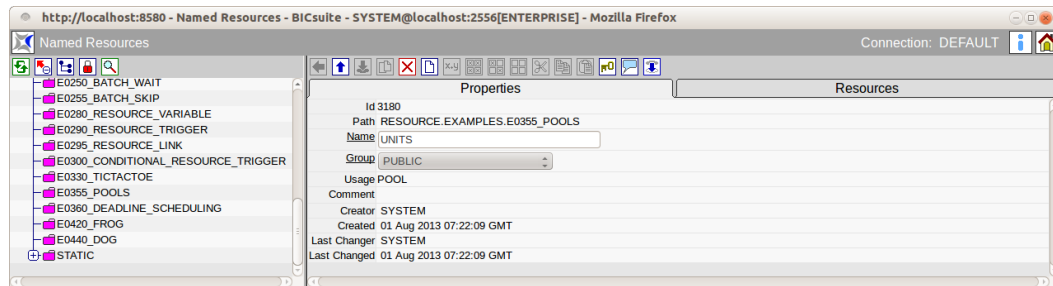 http://localhost:8580 - Named Resources - BICsuite - SYSTEM@localhost:2556[ENTERPRISE] - Mozilla Firefox
Named Resources
Connection: DEFAULT
E0250_BATCH_WAIT
E0255_BATCH_SKIP
E0280_RESOURCE_VARIABLE
E0290_RESOURCE_TRIGGER
E0295_RESOURCE_LINK
E0300_CONDITIONAL_RESOURCE_TRIGGER
E0330_TICTACTOE
E0355_POOLS
E0360_DEADLINE_SCHEDULING
E0420_FROG
E0440_DOG
STATIC
Properties
Resources
Id 3180
Path RESOURCE.EXAMPLES.E0355_POOLS
Name UNITS
Group PUBLIC
Usage POOL
Comment
Creator SYSTEM
Created 01 Aug 2013 07:22:09 GMT
Last Changer SYSTEM
Last Changed 01 Aug 2013 07:22:09 GMT